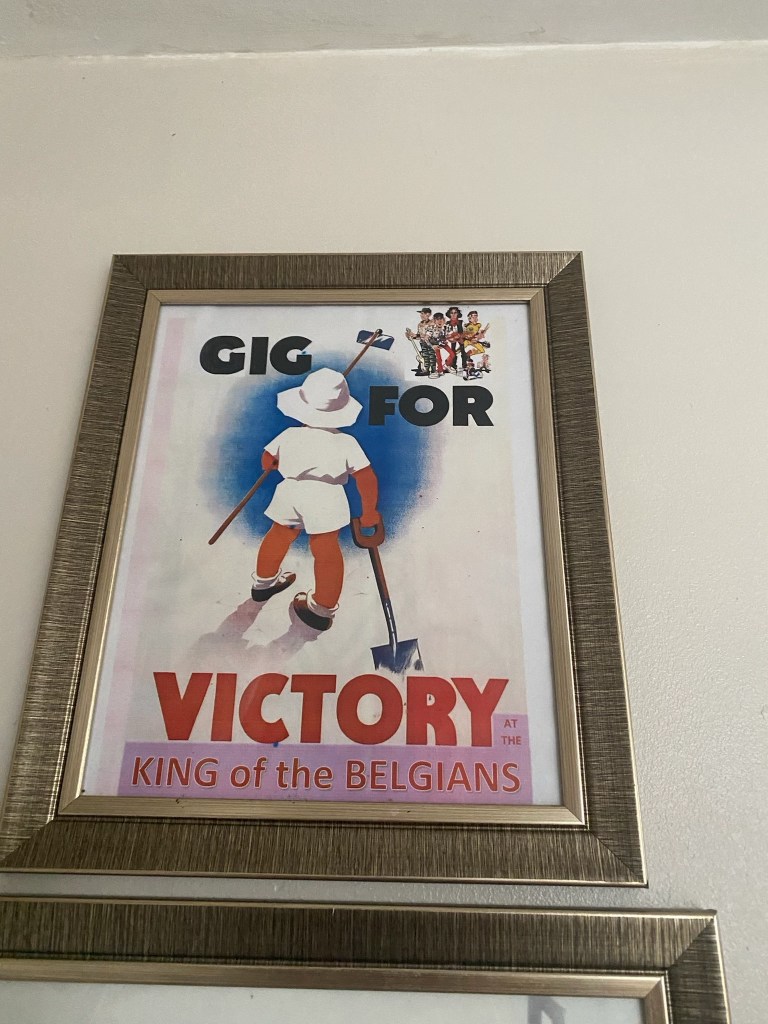 GIG
FOR
VICTORY
AT
THE
KING of the BELGIANS